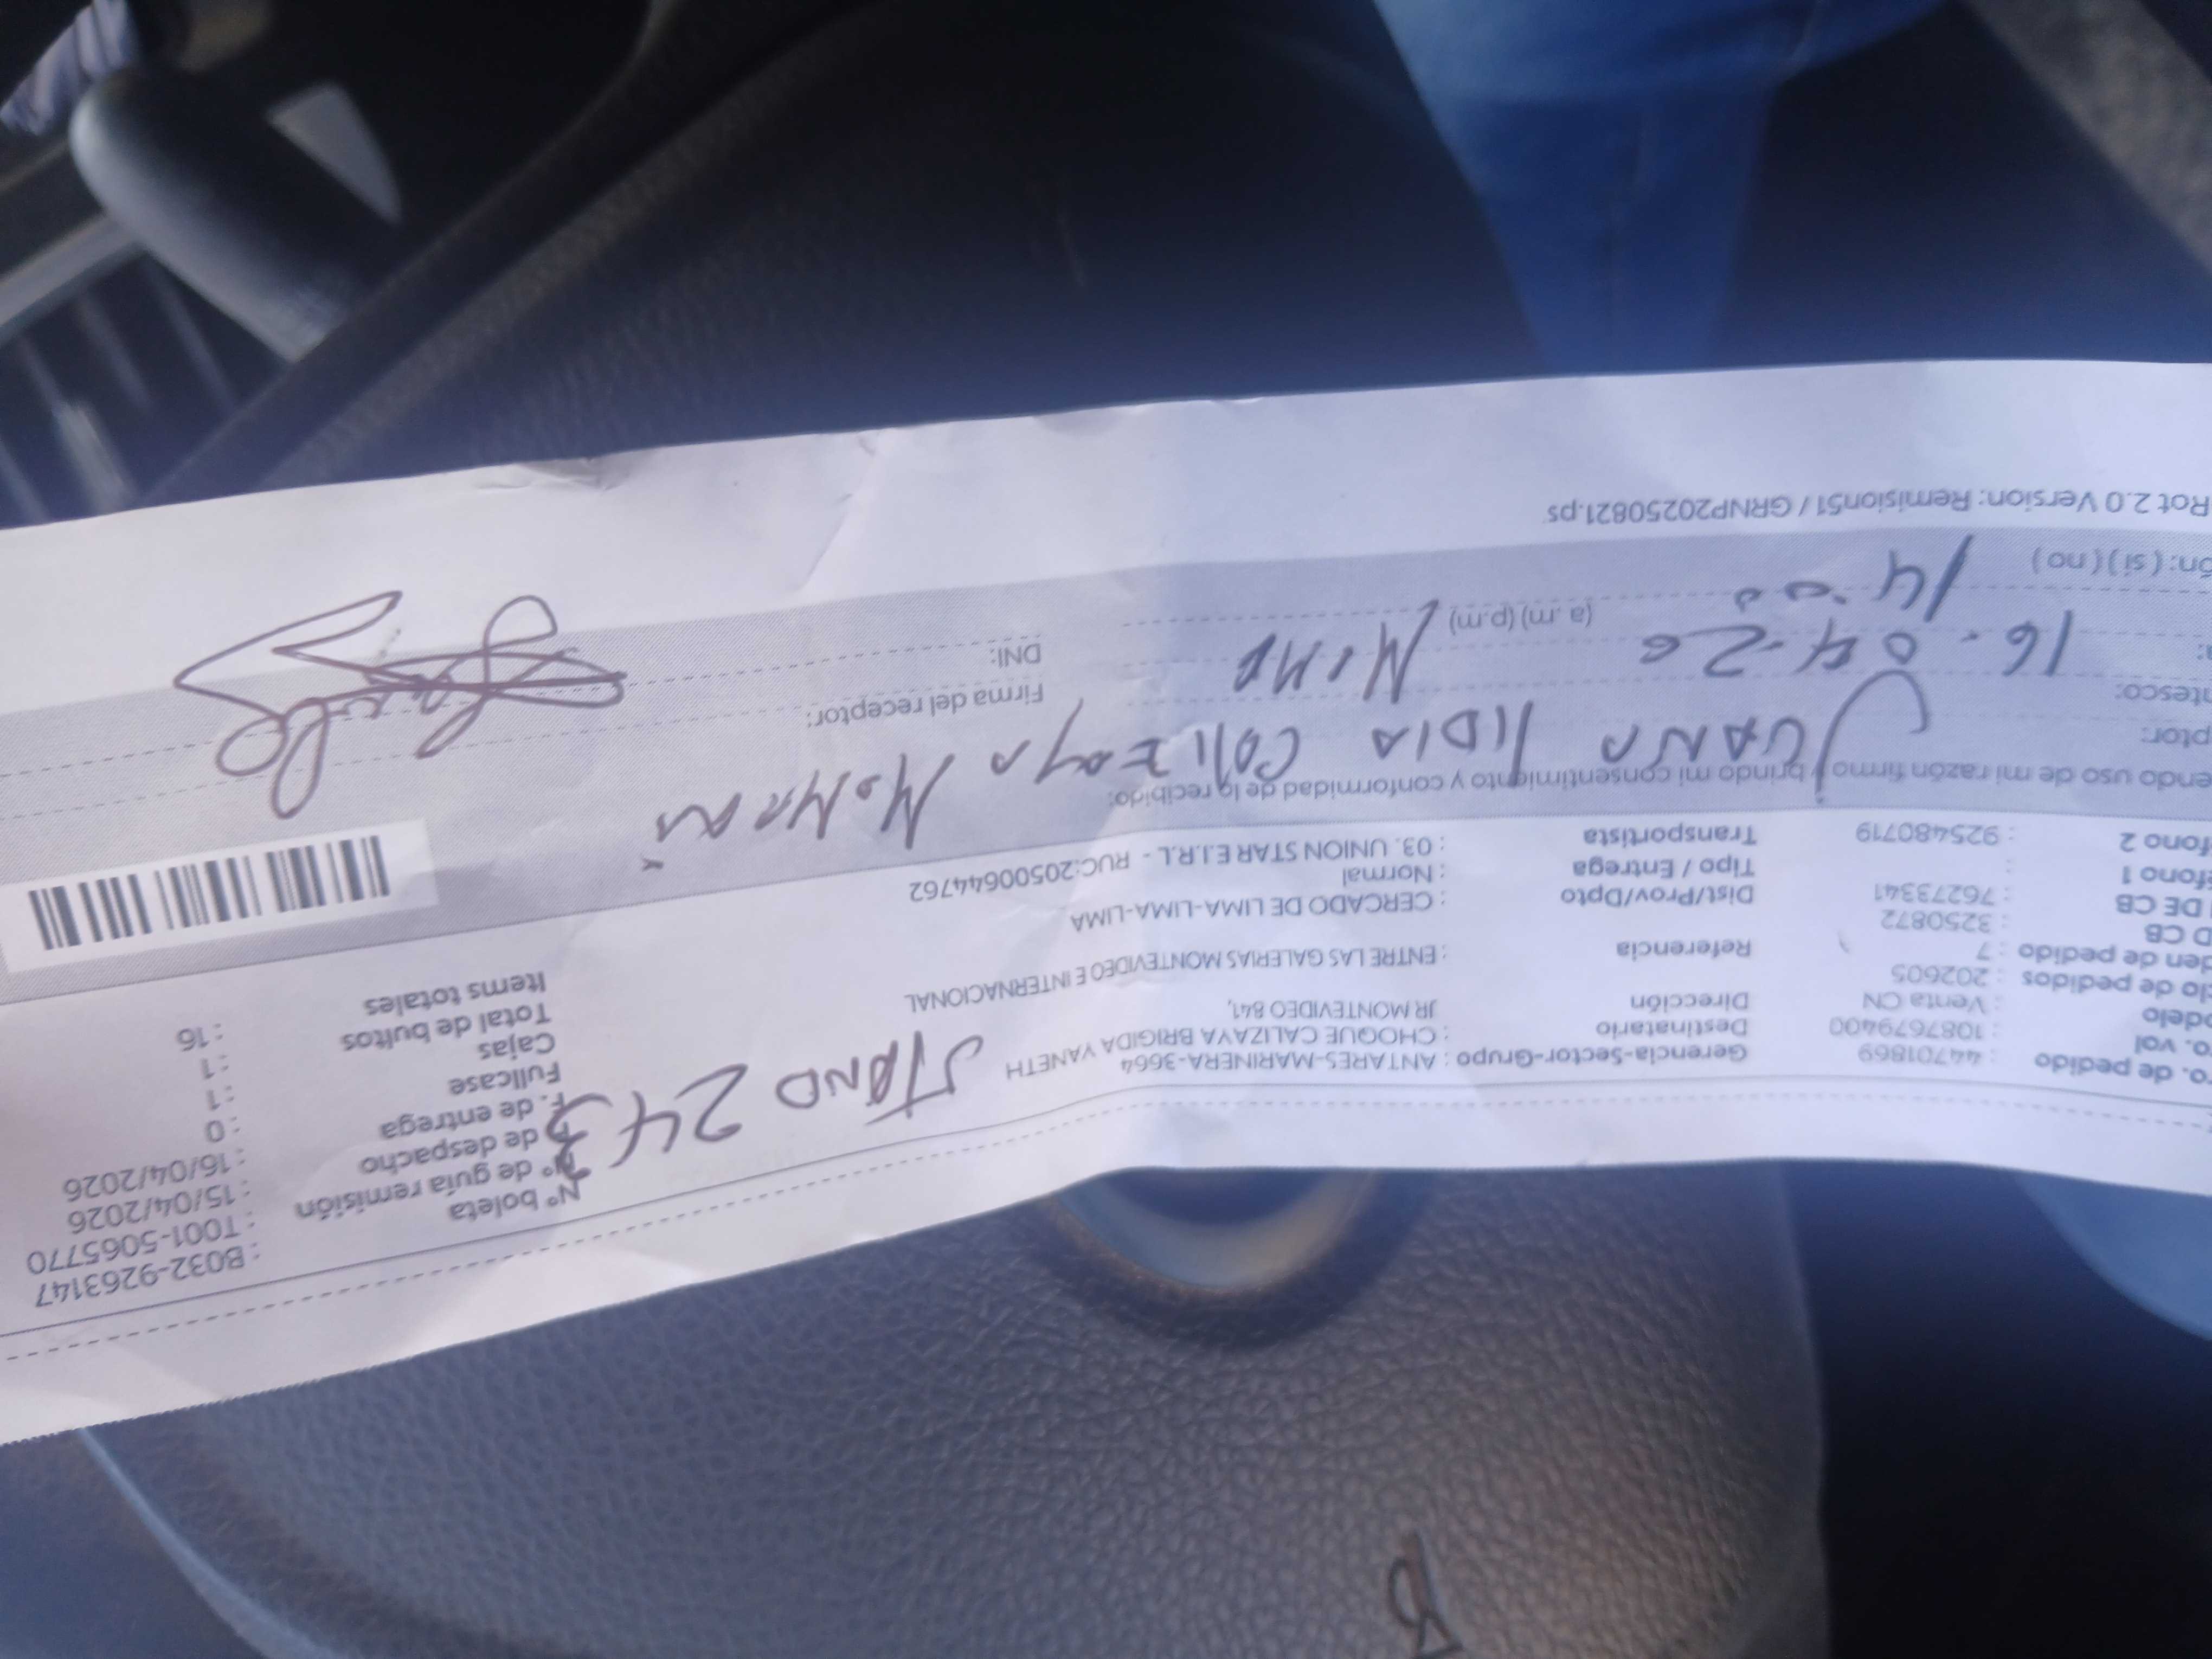 Nº boleta : B032-9263147
Nº de guía remisión : T001-5065770
F. de despacho : 15/04/2026
F. de entrega : 16/04/2026
Fullcase : 0
Cajas : 1
Total de bultos : 1
Items totales : 16
STAND 243
ro. de pedido : 44701869
o. vol : 1087679400
odelo : Venta CN
clo de pedidos : 202605
den de pedido : 7
D CB : 3250872
DE CB : 76273341
éfono 1 :
fono 2 : 925480719
Gerencia-Sector-Grupo : ANTARES-MARINERA-3664
Destinatario : CHOQUE CALIZAYA BRIGIDA YANETH
Dirección JR MONTEVIDEO 841,
Referencia : ENTRE LAS GALERIAS MONTEVIDEO E INTERNACIONAL
Dist/Prov/Dpto : CERCADO DE LIMA-LIMA-LIMA
Tipo / Entrega : Normal
Transportista : 03. UNION STAR E.I.R.L - RUC:20500644762
endo uso de mi razón firmo y brindo mi consentimiento y conformidad de lo recibido:
ptor: JUANA lIDIA MAMANI
ntesco: MAMA
Firma del receptor:
a: 16-04-26
DNI:
14:00 (a .m) (p.m)
ón: ( si ) ( no )
Rot 2.0 Version: Remision51 / GRNP20250821.ps